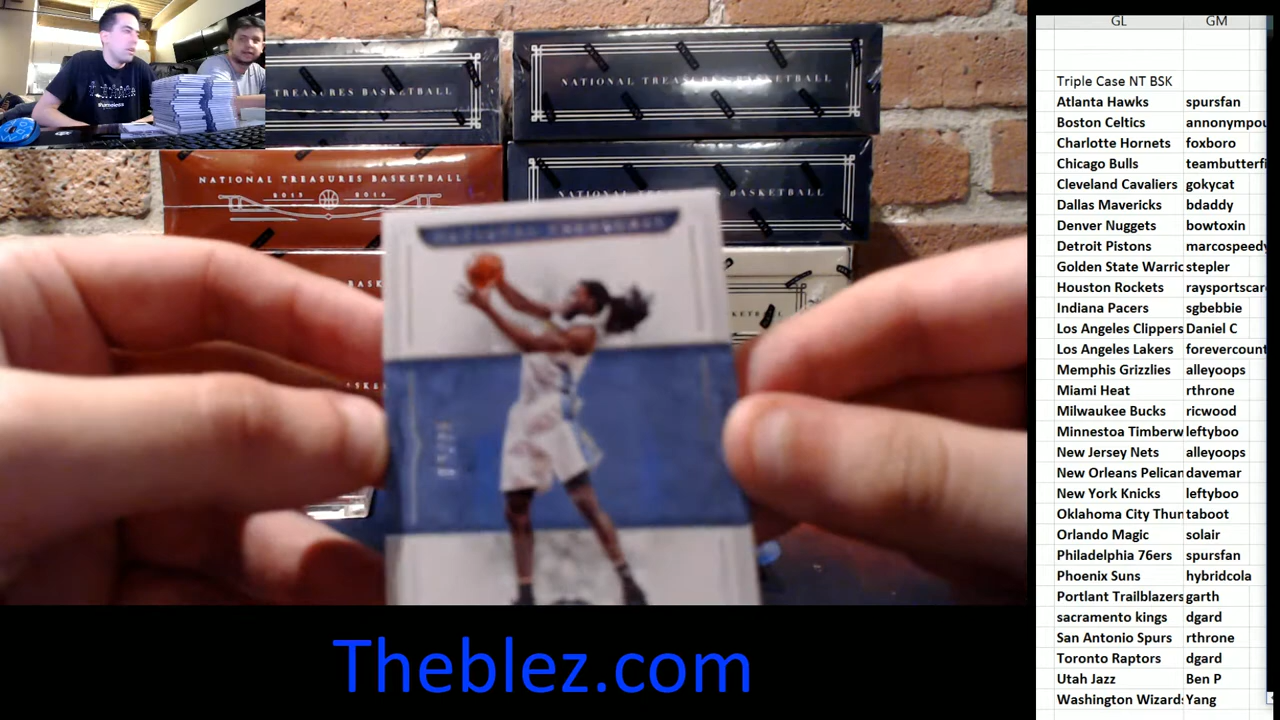 TREASURES BASKETBALL
NATIONAL TREASURES BASKETBALL
NATIONAL TREASURES BASKETBALL
2015 2016
BASKETBALL
Theblez.com
GL GM
Triple Case NT BSK
Atlanta Hawks spursfan
Boston Celtics annonympou
Charlotte Hornets foxboro
Chicago Bulls teambutterfi
Cleveland Cavaliers gokycat
Dallas Mavericks bdaddy
Denver Nuggets bowtoxin
Detroit Pistons marcospeedy
Golden State Warric stepler
Houston Rockets raysportscar
Indiana Pacers sgbebbie
Los Angeles Clippers Daniel C
Los Angeles Lakers forevercount
Memphis Grizzlies alleyoops
Miami Heat rthrone
Milwaukee Bucks ricwood
Minnestoa Timberw leftyboo
New Jersey Nets alleyoops
New Orleans Pelican davemar
New York Knicks leftyboo
Oklahoma City Thun taboot
Orlando Magic solair
Philadelphia 76ers spursfan
Phoenix Suns hybridcola
Portlant Trailblazers garth
sacramento kings dgard
San Antonio Spurs rthrone
Toronto Raptors dgard
Utah Jazz Ben P
Washington Wizards Yang